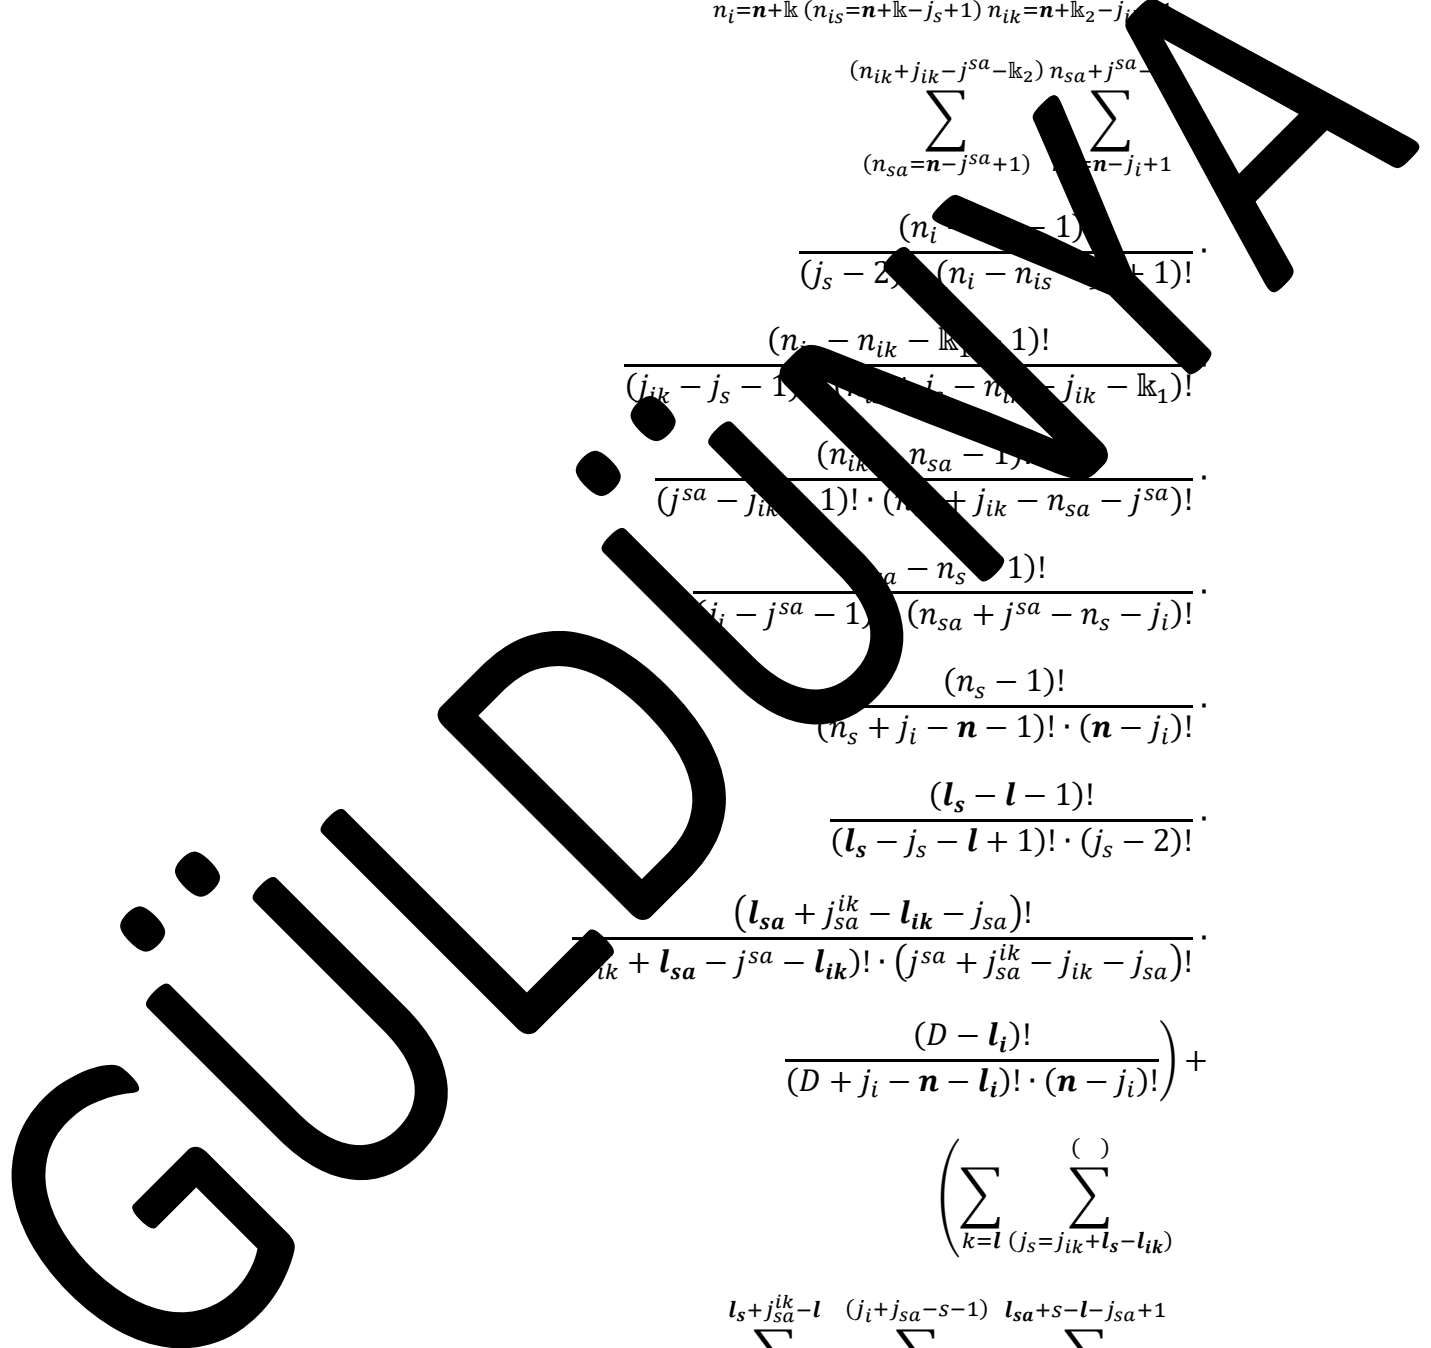 n_i=n+𝕜 (n_{is}=n+𝕜−j_s+1) n_{ik}=n+𝕜_2−j
(n_{ik}+j_{ik}−j^{sa}−𝕜_2) n_{sa}+j^{sa}−
∑ ∑
(n_{sa}=n−j^{sa}+1) =n−j_i+1
(n_i − 1)
(j_s − 2 (n_i − n_{is} + 1)! ·
(n − n_{ik} − 𝕜 1)!
(j_{ik} − j_s − 1) − n j_{ik} − 𝕜_1)!
(n_{ik} n_{sa} − 1)
(j^{sa} − j_{ik} 1)! · ( + j_{ik} − n_{sa} − j^{sa})! ·
− n_s 1)!
j_i − j^{sa} − 1) (n_{sa} + j^{sa} − n_s − j_i)! ·
(n_s − 1)!
(n_s + j_i − n − 1)! · (n − j_i)! ·
(l_s − l − 1)!
(l_s − j_s − l + 1)! · (j_s − 2)! ·
(l_{sa} + j_{sa}^{ik} − l_{ik} − j_{sa})!
_{ik} + l_{sa} − j^{sa} − l_{ik})! · (j^{sa} + j_{sa}^{ik} − j_{ik} − j_{sa})! ·
(D − l_i)!
(D + j_i − n − l_i)! · (n − j_i)! ) +
( )
( ∑ ∑
k=l (j_s=j_{ik}+l_s−l_{ik})
l_s+j_{sa}^{ik}−l (j_i+j_{sa}−s−1) l_{sa}+s−l−j_{sa}+1
∑ ∑ ∑
GÜLDÜNYA